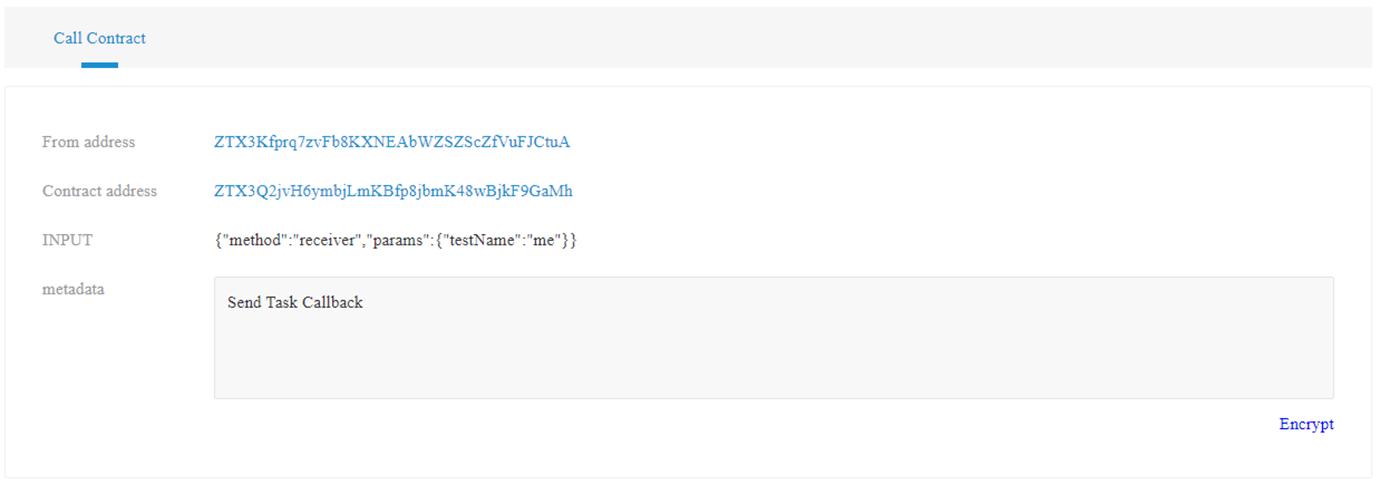 Call Contract
From address ZTX3Kfprq7zvFb8KXNEAbWZSZScZfVuFJCtuA
Contract address ZTX3Q2jvH6ymbjLmKBfp8jbmK48wBjkF9GaMh
INPUT {"method":"receiver","params":{"testName":"me"}}
metadata Send Task Callback
Encrypt